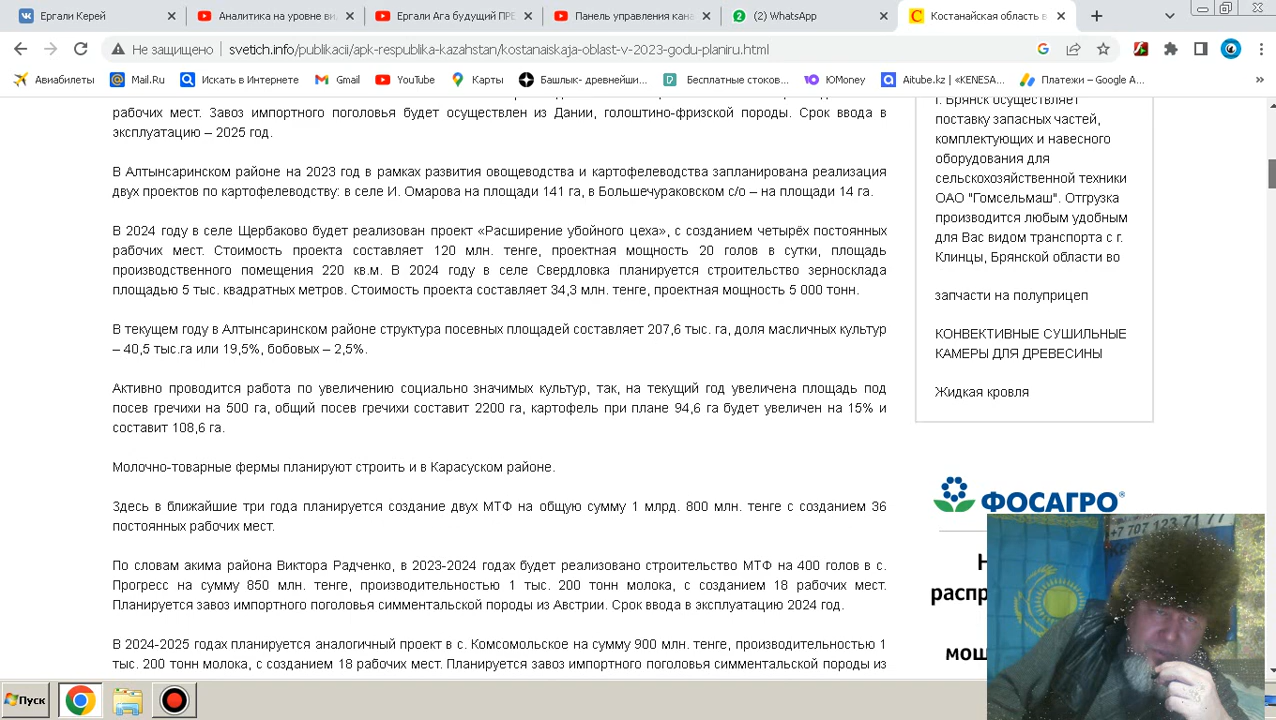 Ергали Керей
Аналитика на уровне ви
Ергали Ага будущий ПРЕ
Панель управления кана
(2) WhatsApp
Костанайская область в
Не защищено
svetich.info/publikacii/apk-respublika-kazahstan/kostanaiskaja-oblast-v-2023-godu-planiru.html
Авиабилеты
Mail.Ru
Искать в Интернете
Gmail
YouTube
Карты
Башлык- древнейши...
Бесплатные стоков...
ЮMoney
Aitube.kz | «KENESA...
Платежи – Google A...
рабочих мест. Завоз импортного поголовья будет осуществлен из Дании, голоштино-фризской породы. Срок ввода в
эксплуатацию – 2025 год.
В Алтынсаринском районе на 2023 год в рамках развития овощеводства и картофелеводства запланирована реализация
двух проектов по картофелеводству: в селе И. Омарова на площади 141 га, в Большечураковском с/о – на площади 14 га.
В 2024 году в селе Щербаково будет реализован проект «Расширение убойного цеха», с созданием четырёх постоянных
рабочих мест. Стоимость проекта составляет 120 млн. тенге, проектная мощность 20 голов в сутки, площадь
производственного помещения 220 кв.м. В 2024 году в селе Свердловка планируется строительство зерносклада
площадью 5 тыс. квадратных метров. Стоимость проекта составляет 34,3 млн. тенге, проектная мощность 5 000 тонн.
В текущем году в Алтынсаринском районе структура посевных площадей составляет 207,6 тыс. га, доля масличных культур
– 40,5 тыс.га или 19,5%, бобовых – 2,5%.
Активно проводится работа по увеличению социально значимых культур, так, на текущий год увеличена площадь под
посев гречихи на 500 га, общий посев гречихи составит 2200 га, картофель при плане 94,6 га будет увеличен на 15% и
составит 108,6 га.
Молочно-товарные фермы планируют строить и в Карасуском районе.
Здесь в ближайшие три года планируется создание двух МТФ на общую сумму 1 млрд. 800 млн. тенге с созданием 36
постоянных рабочих мест.
По словам акима района Виктора Радченко, в 2023-2024 годах будет реализовано строительство МТФ на 400 голов в с.
Прогресс на сумму 850 млн. тенге, производительностью 1 тыс. 200 тонн молока, с созданием 18 рабочих мест.
Планируется завоз импортного поголовья симментальской породы из Австрии. Срок ввода в эксплуатацию 2024 год.
В 2024-2025 годах планируется аналогичный проект в с. Комсомольское на сумму 900 млн. тенге, производительностью 1
тыс. 200 тонн молока, с созданием 18 рабочих мест. Планируется завоз импортного поголовья симментальской породы из
г. Брянск осуществляет
поставку запасных частей,
комплектующих и навесного
оборудования для
сельскохозяйственной техники
ОАО "Гомсельмаш". Отгрузка
производится любым удобным
для Вас видом транспорта с г.
Клинцы, Брянской области во
запчасти на полуприцеп
КОНВЕКТИВНЫЕ СУШИЛЬНЫЕ
КАМЕРЫ ДЛЯ ДРЕВЕСИНЫ
Жидкая кровля
ФОСАГРО®
распр
мощ
+7 707 123 71 77
Пуск